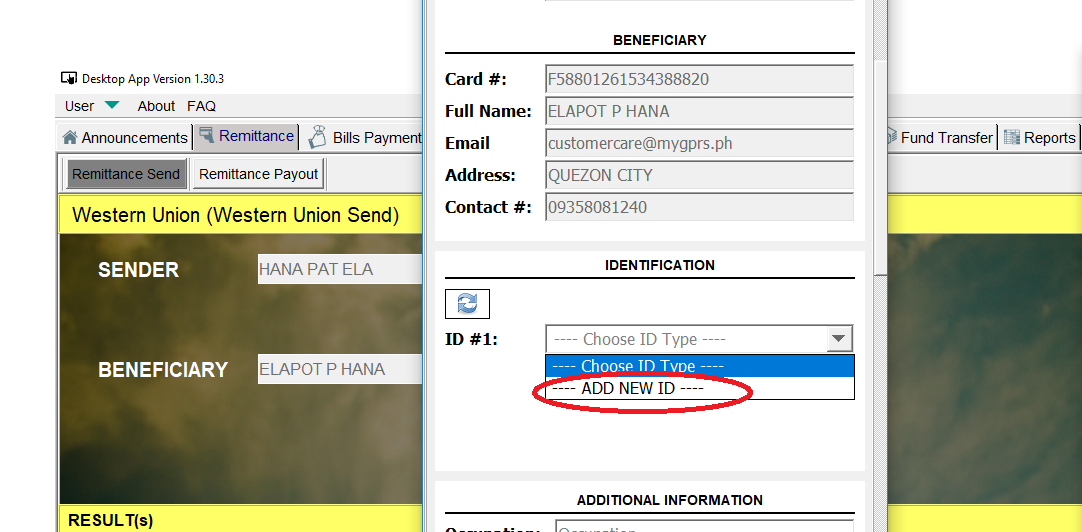 Desktop App Version 1.30.3
User About FAQ
Announcements Remittance Bills Payment Fund Transfer Reports
Remittance Send Remittance Payout
Western Union (Western Union Send)
SENDER HANA PAT ELA
BENEFICIARY ELAPOT P HANA
RESULT(s)
BENEFICIARY
Card #: F58801261534388820
Full Name: ELAPOT P HANA
Email customercare@mygprs.ph
Address: QUEZON CITY
Contact #: 09358081240
IDENTIFICATION
ID #1: ---- Choose ID Type ----
---- Choose ID Type ----
---- ADD NEW ID ----
ADDITIONAL INFORMATION
Occupation: Occupation